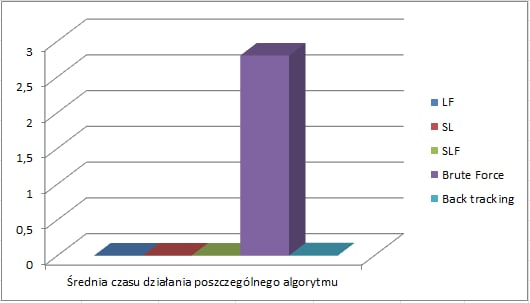 3
2,5
2
1,5
1
0,5
0
Średnia czasu działania poszczególnego algorytmu
LF
SL
SLF
Brute Force
Back tracking